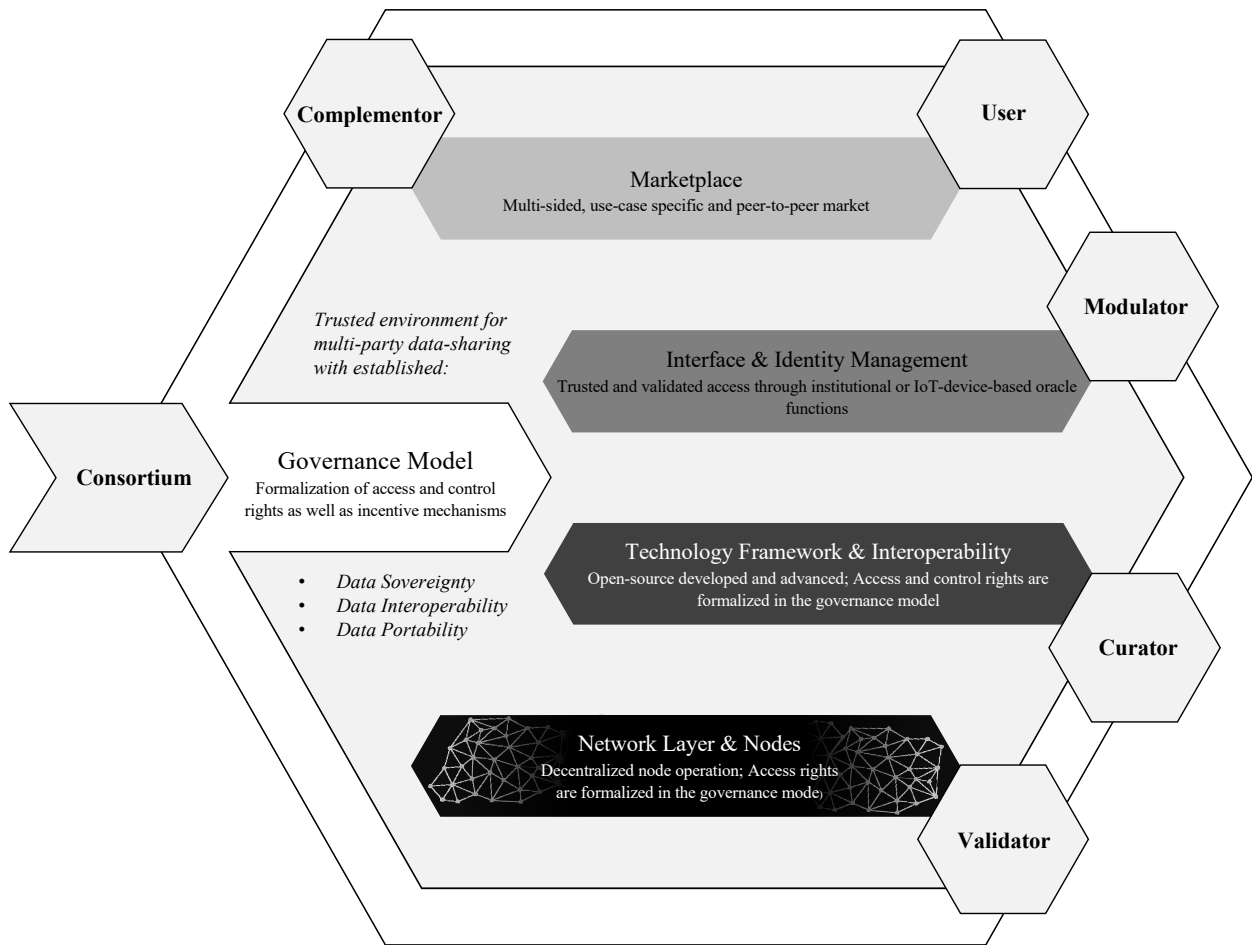 Complementor
User
Marketplace
Multi-sided, use-case specific and peer-to-peer market
Modulator
Trusted environment for
multi-party data-sharing
with established:
Interface & Identity Management
Trusted and validated access through institutional or IoT-device-based oracle
functions
Consortium
Governance Model
Formalization of access and control
rights as well as incentive mechanisms
Technology Framework & Interoperability
Open-source developed and advanced; Access and control rights are
formalized in the governance model
• Data Sovereignty
• Data Interoperability
• Data Portability
Curator
Network Layer & Nodes
Decentralized node operation; Access rights
are formalized in the governance mode)
Validator